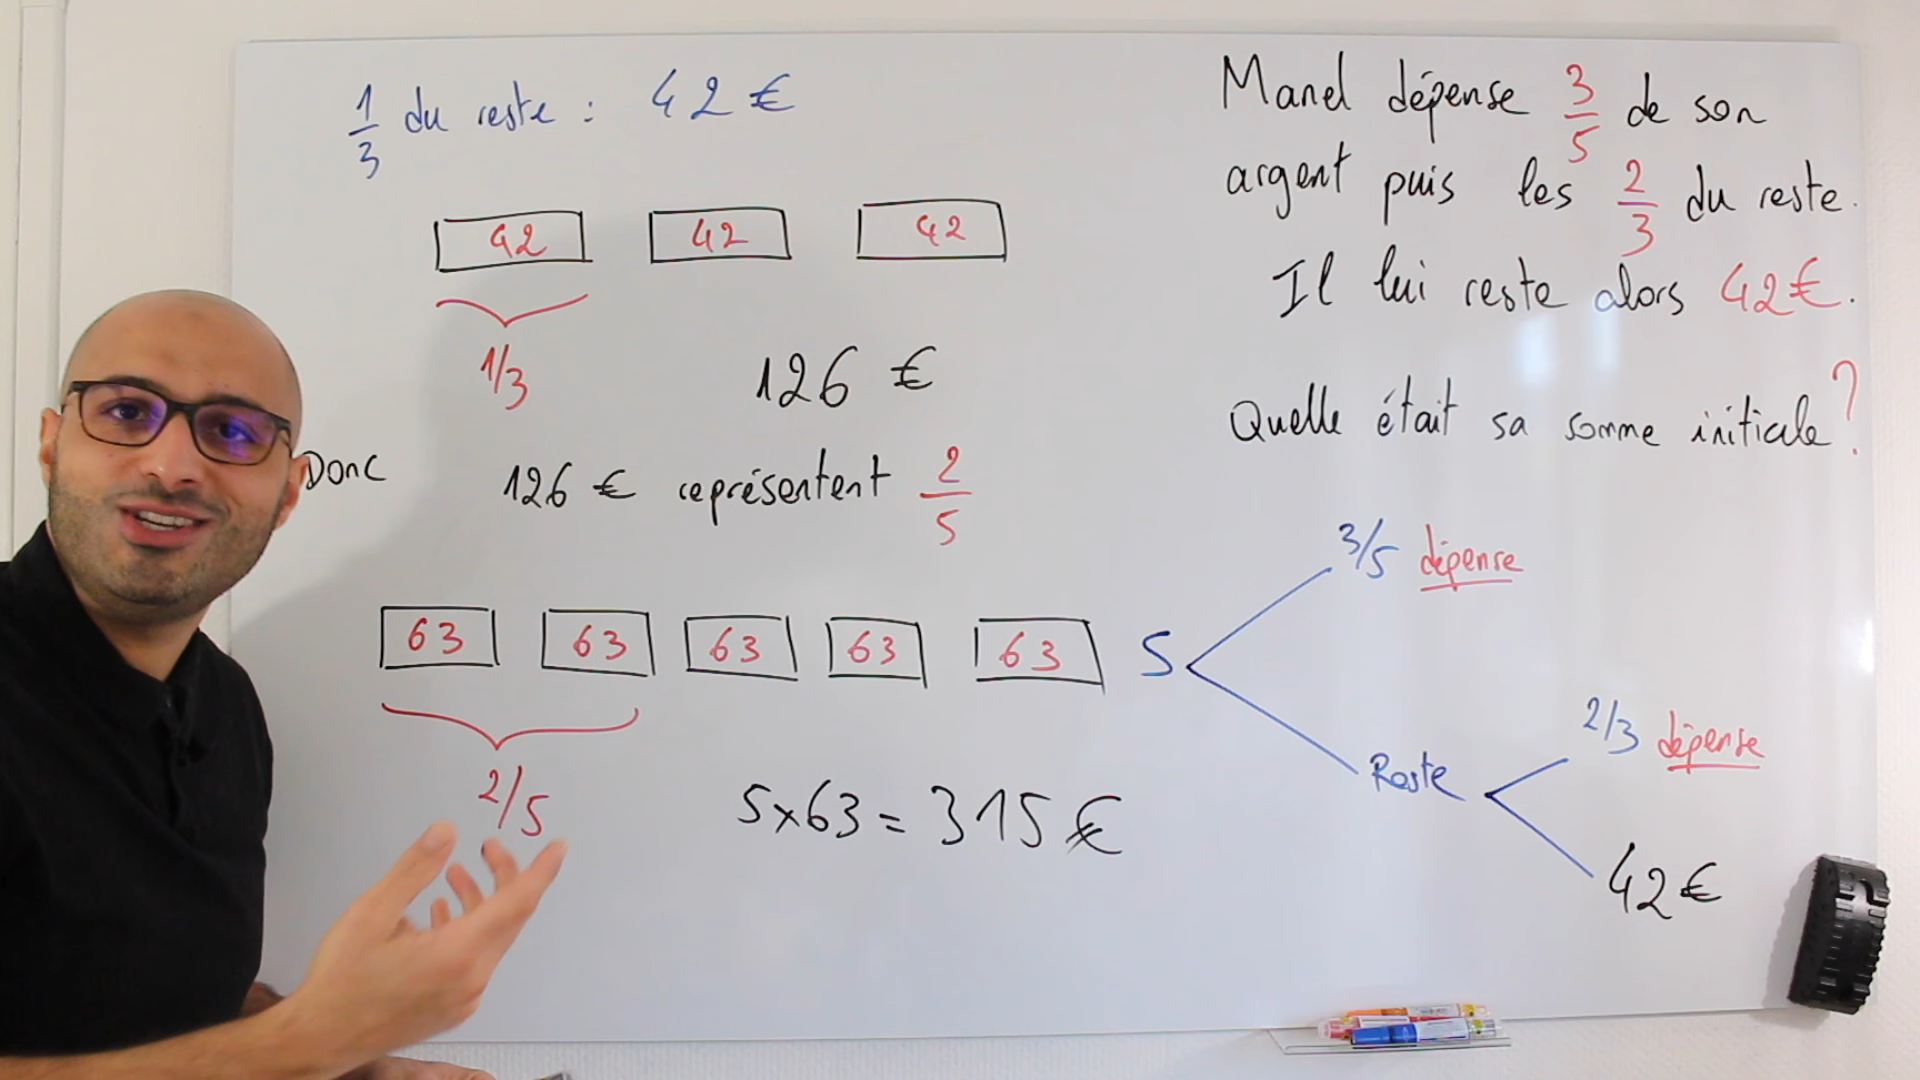 1/3 du reste : 42 €
42 42 42
1/3
126 €
Donc 126 € représentent 2/5
63 63 63 63 63
2/5
5x63 = 315 €
Manel dépense 3/5 de son
argent puis les 2/3 du reste.
Il lui reste alors 42€.
Quelle était sa somme initiale ?
S
3/5 dépense
Reste
2/3 dépense
42 €